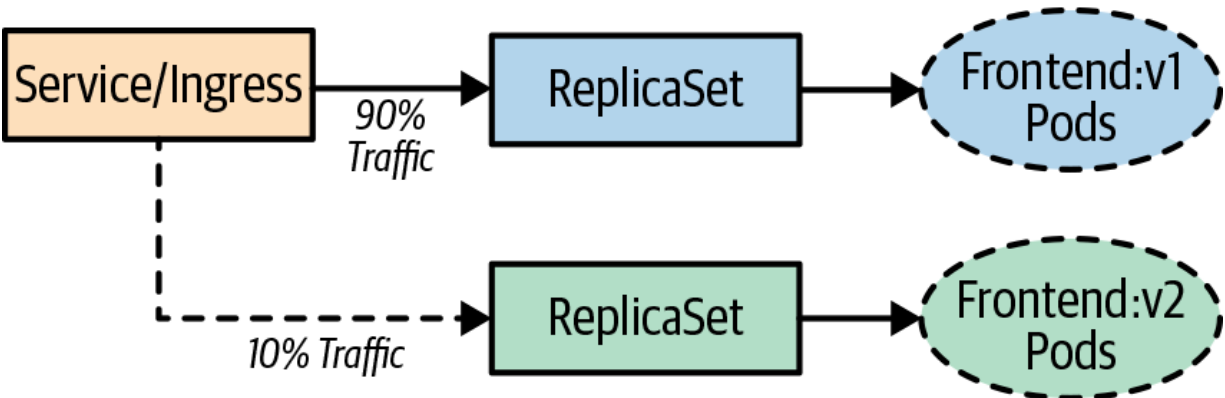 Service/Ingress
90%
Traffic
ReplicaSet
Frontend:v1
Pods
10% Traffic
ReplicaSet
Frontend:v2
Pods